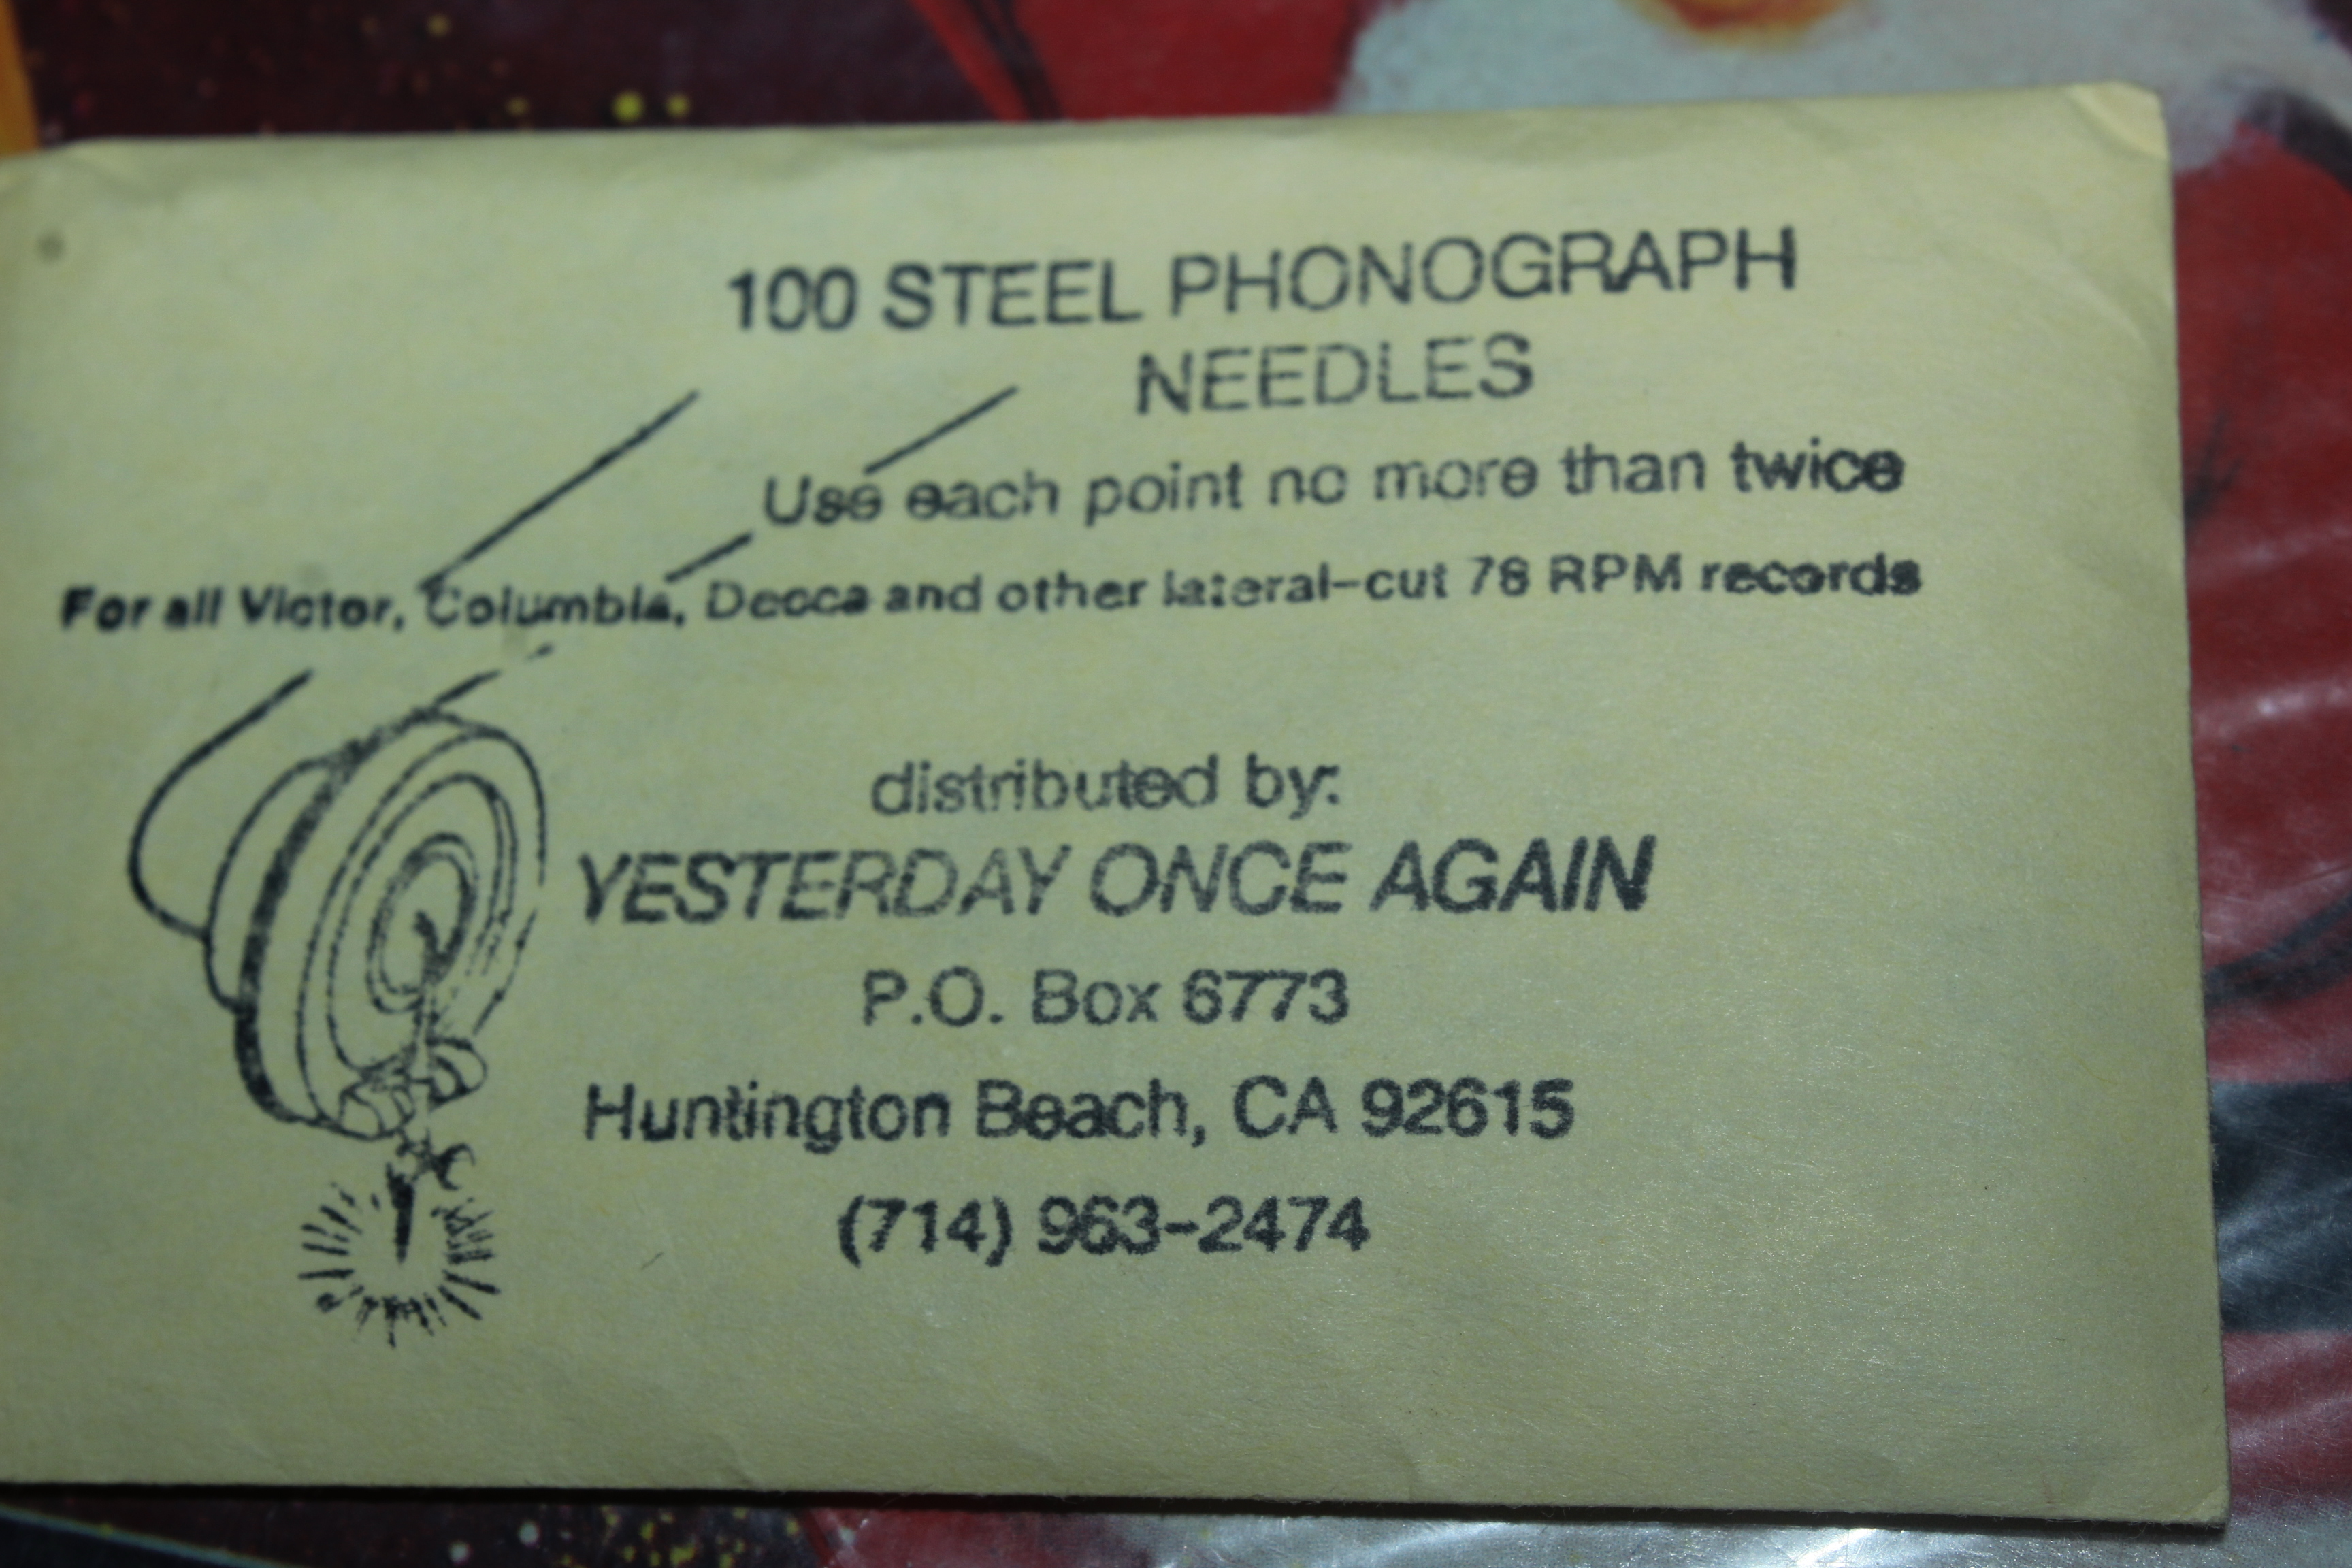 100 STEEL PHONOGRAPH
NEEDLES
Use each point no more than twice
For all Victor, Columbia, Decca and other lateral-cut 78 RPM records
distributed by:
YESTERDAY ONCE AGAIN
P.O. Box 6773
Huntington Beach, CA 92615
(714) 963-2474